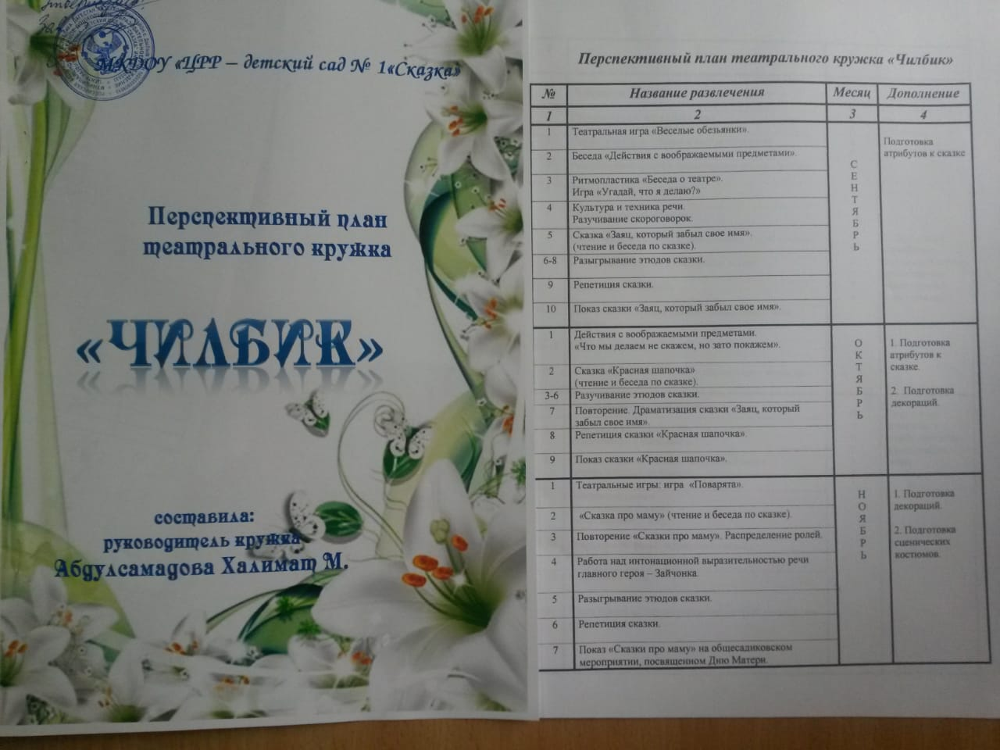 МКДОУ «ЦРР – детский сад № 1«Сказка»
Перспективный план
театрального кружка
«ЧИЛБИК»
составила:
руководитель кружка
Абдулсамадова Халимат М.
Перспективный план театрального кружка «Чилбик»
№ Название развлечения Месяц Дополнение
1 2 3 4
1 Театральная игра «Веселые обезьянки».
2 Беседа «Действия с воображаемыми предметами».
3 Ритмопластика «Беседа о театре».
Игра «Угадай, что я делаю?»
4 Культура и техника речи.
Разучивание скороговорок.
5 Сказка «Заяц, который забыл свое имя».
(чтение и беседа по сказке).
6-8 Разыгрывание этюдов сказки.
9 Репетиция сказки.
10 Показ сказки «Заяц, который забыл свое имя».
СЕНТЯБРЬ
Подготовка
атрибутов к сказке
1 Действия с воображаемыми предметами.
«Что мы делаем не скажем, но зато покажем».
2 Сказка «Красная шапочка»
(чтение и беседа по сказке).
3-6 Разучивание этюдов сказки.
7 Повторение. Драматизация сказки «Заяц, который
забыл свое имя».
8 Репетиция сказки «Красная шапочка».
9 Показ сказки «Красная шапочка».
ОКТЯБРЬ
1. Подготовка
атрибутов к
сказке.
2. Подготовка
декораций.
1 Театральные игры: игра «Поварята».
2 «Сказка про маму» (чтение и беседа по сказке).
3 Повторение «Сказки про маму». Распределение ролей.
4 Работа над интонационной выразительностью речи
главного героя – Зайчонка.
5 Разыгрывание этюдов сказки.
6 Репетиция сказки.
7 Показ «Сказки про маму» на общесадиковском
мероприятии, посвященном Дню Матери.
НОЯБРЬ
1. Подготовка
декораций.
2. Подготовка
сценических
костюмов.